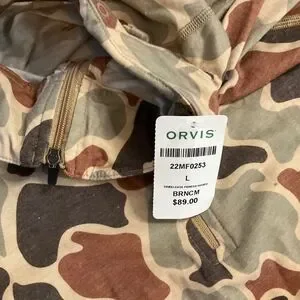 ORVIS
22MF0253
L
BRNCM
$89.00